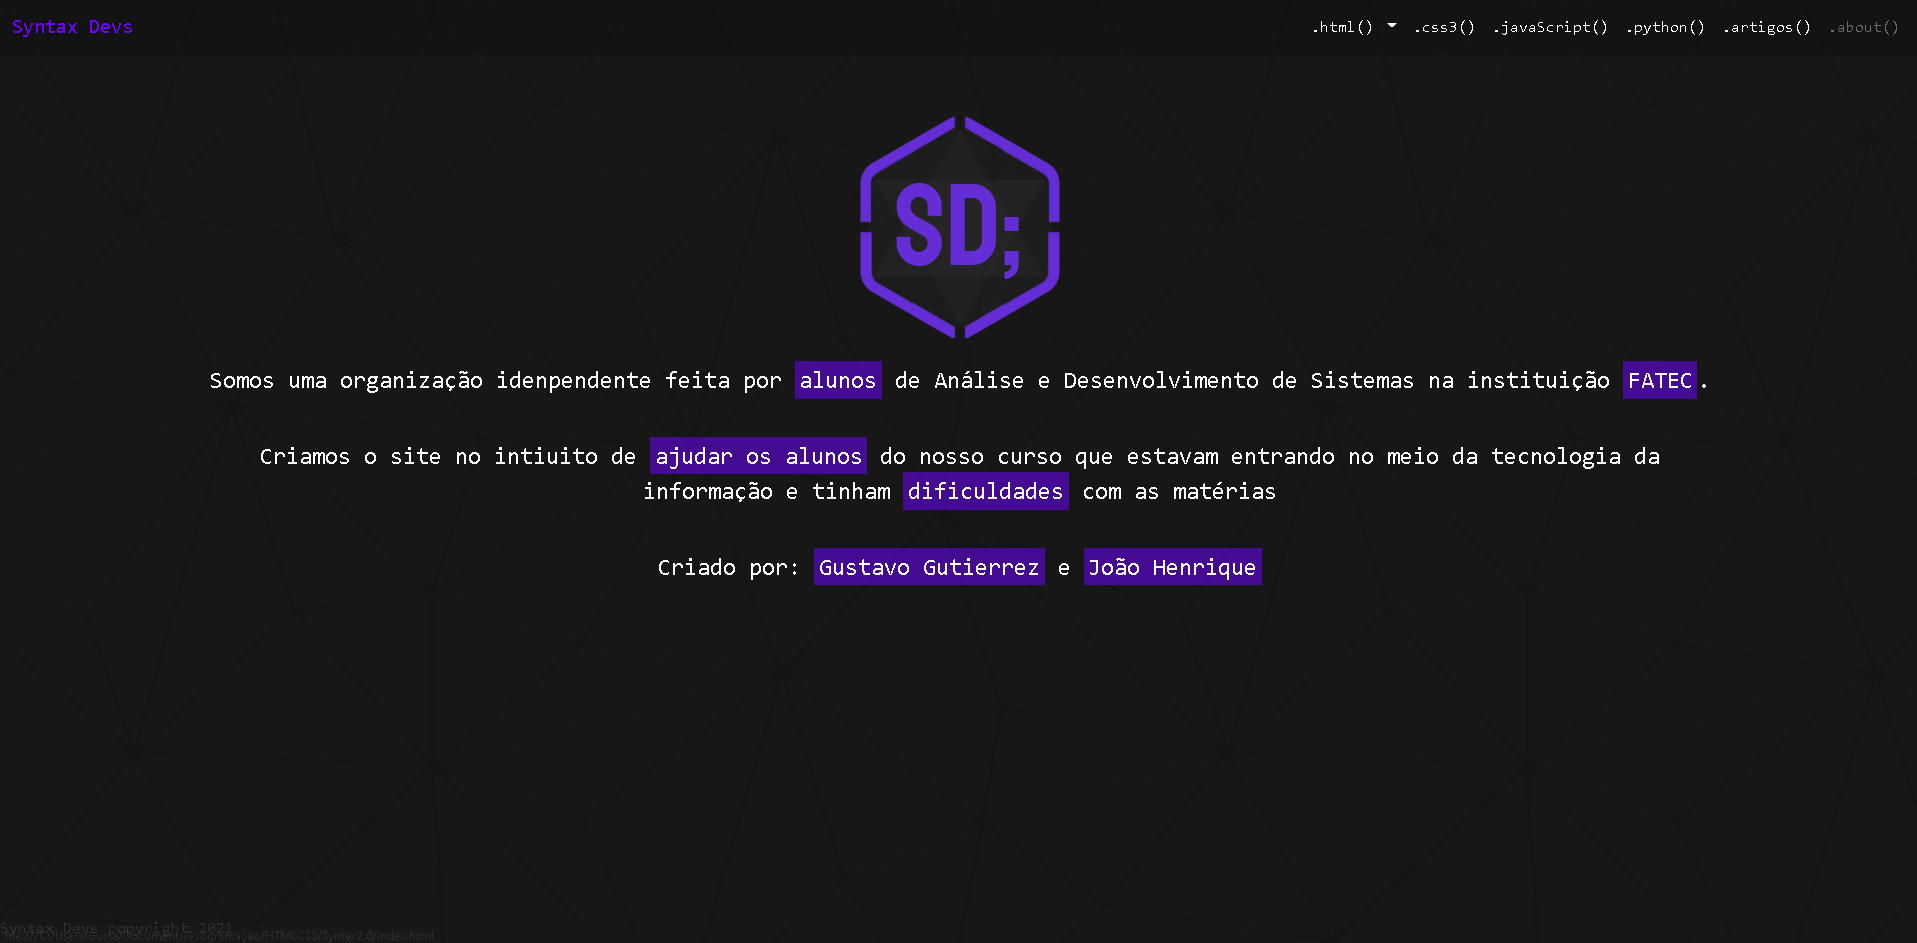 Syntax Devs
.html() .css3() .javaScript() .python() .artigos() .about()
SD;
Somos uma organização idenpendente feita por alunos de Análise e Desenvolvimento de Sistemas na instituição FATEC.
Criamos o site no intiuito de ajudar os alunos do nosso curso que estavam entrando no meio da tecnologia da
informação e tinham dificuldades com as matérias
Criado por: Gustavo Gutierrez e João Henrique
Syntax Devs copyright 2021
file:///C:/Users/Gusta/Documents/Programação/HTMLCSS/Syntax2.0/index.html